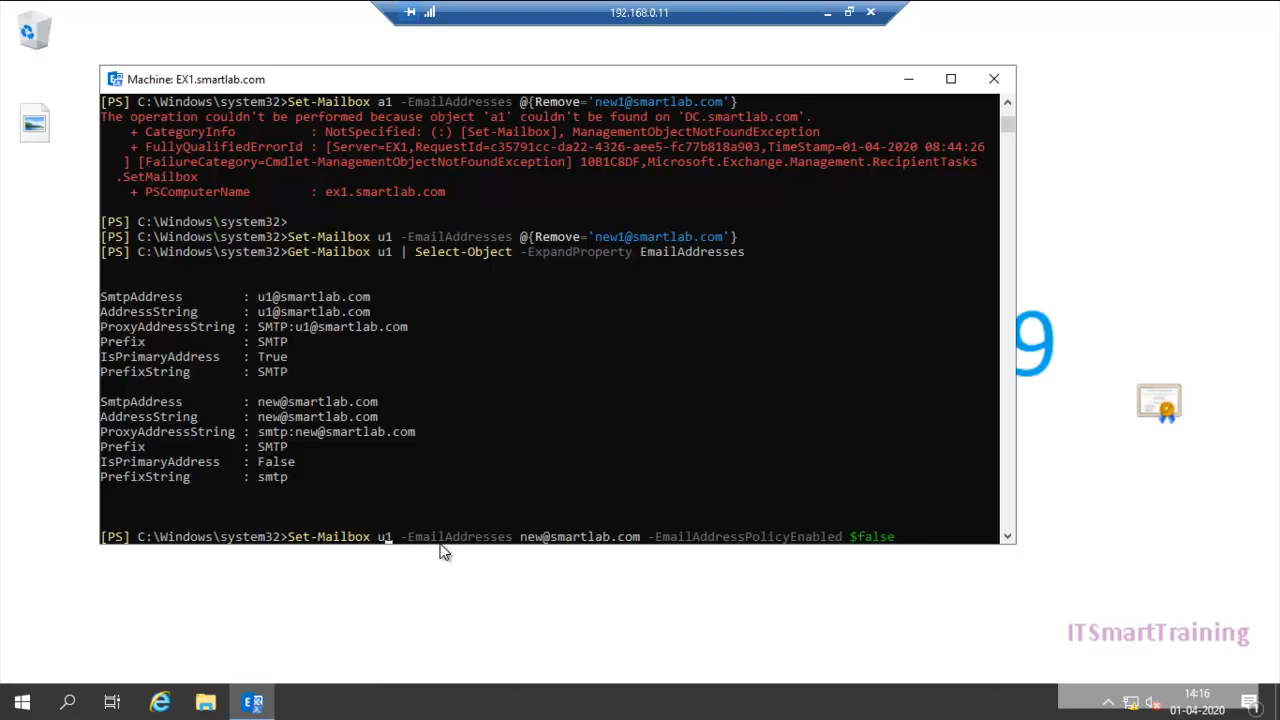 192.168.0.11
Machine: EX1.smartlab.com
[PS] C:\Windows\system32>Set-Mailbox a1 -EmailAddresses @{Remove='new1@smartlab.com'}
The operation couldn't be performed because object 'a1' couldn't be found on 'DC.smartlab.com'.
+ CategoryInfo : NotSpecified: (:) [Set-Mailbox], ManagementObjectNotFoundException
+ FullyQualifiedErrorId : [Server=EX1,RequestId=c35791cc-da22-4326-aee5-fc77b818a903,TimeStamp=01-04-2020 08:44:26
] [FailureCategory=Cmdlet-ManagementObjectNotFoundException] 10B1C8DF,Microsoft.Exchange.Management.RecipientTasks
.SetMailbox
+ PSComputerName : ex1.smartlab.com
[PS] C:\Windows\system32>
[PS] C:\Windows\system32>Set-Mailbox u1 -EmailAddresses @{Remove='new1@smartlab.com'}
[PS] C:\Windows\system32>Get-Mailbox u1 | Select-Object -ExpandProperty EmailAddresses
SmtpAddress : u1@smartlab.com
AddressString : u1@smartlab.com
ProxyAddressString : SMTP:u1@smartlab.com
Prefix : SMTP
IsPrimaryAddress : True
PrefixString : SMTP
SmtpAddress : new@smartlab.com
AddressString : new@smartlab.com
ProxyAddressString : smtp:new@smartlab.com
Prefix : SMTP
IsPrimaryAddress : False
PrefixString : smtp
[PS] C:\Windows\system32>Set-Mailbox u1 -EmailAddresses new@smartlab.com -EmailAddressPolicyEnabled $false
9
ITSmartTraining
14:16
01-04-2020
1